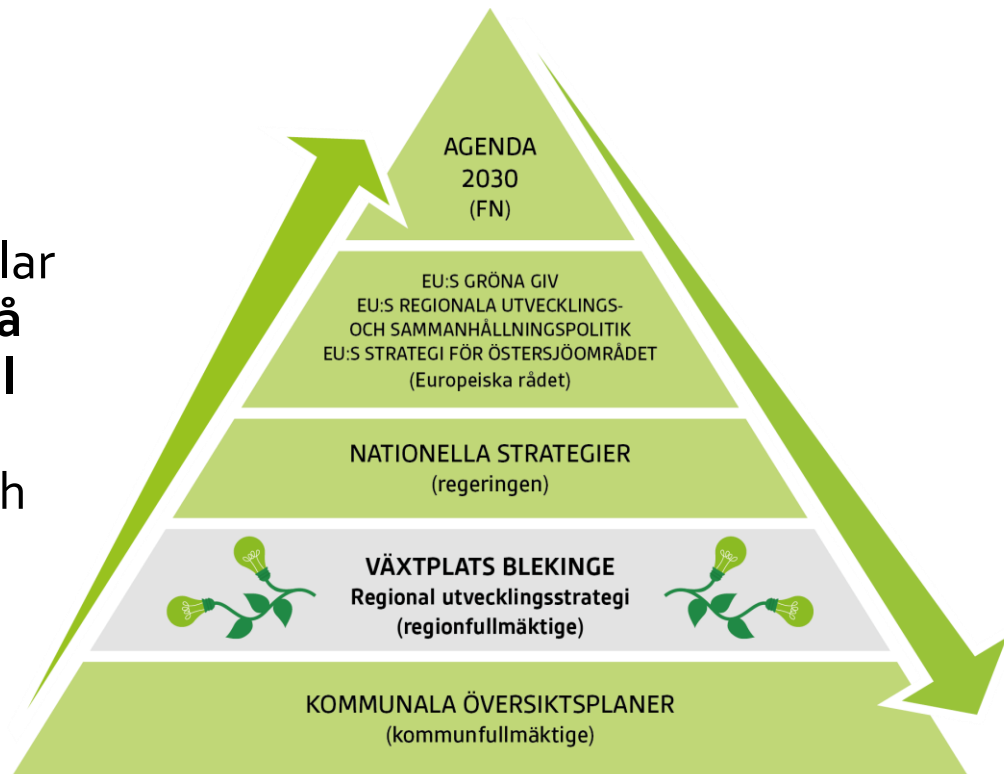 lar
å
l
h
AGENDA
2030
(FN)
EU:S GRÖNA GIV
EU:S REGIONALA UTVECKLINGS-
OCH SAMMANHÅLLNINGSPOLITIK
EU:S STRATEGI FÖR ÖSTERSJÖOMRÅDET
(Europeiska rådet)
NATIONELLA STRATEGIER
(regeringen)
VÄXTPLATS BLEKINGE
Regional utvecklingsstrategi
(regionfullmäktige)
KOMMUNALA ÖVERSIKTSPLANER
(kommunfullmäktige)